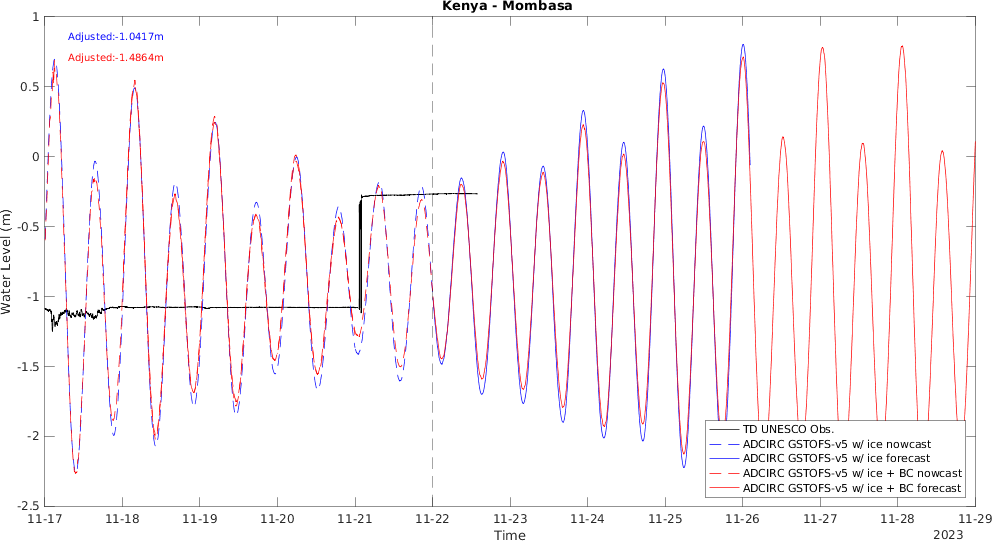 Kenya - Mombasa
Adjusted:-1.0417m
Adjusted:-1.4864m
Water Level (m)
1
0.5
0
-0.5
-1
-1.5
-2
-2.5
11-17 11-18 11-19 11-20 11-21 11-22 11-23 11-24 11-25 11-26 11-27 11-28 11-29
Time
2023
TD UNESCO Obs.
ADCIRC GSTOFS-v5 w/ ice nowcast
ADCIRC GSTOFS-v5 w/ ice forecast
ADCIRC GSTOFS-v5 w/ ice + BC nowcast
ADCIRC GSTOFS-v5 w/ ice + BC forecast